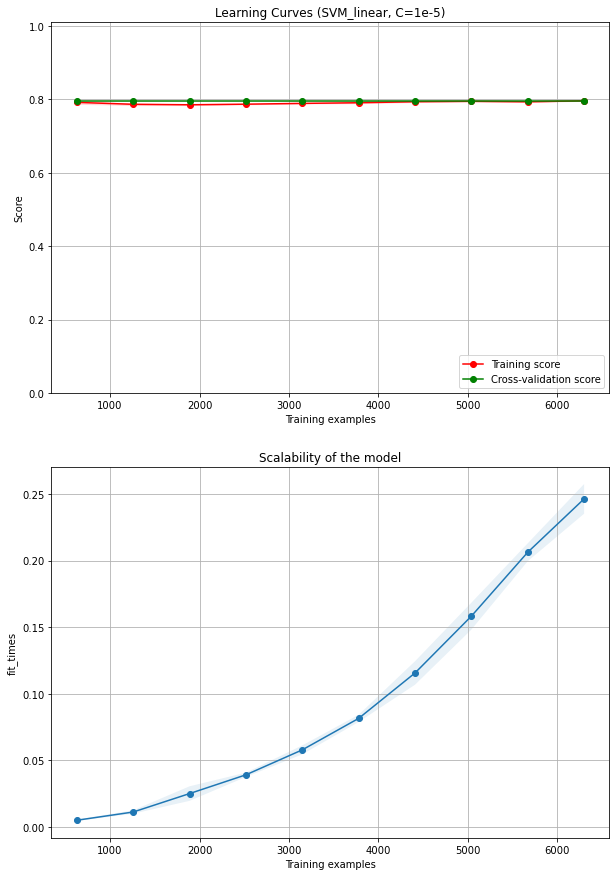 Learning Curves (SVM_linear, C=1e-5)
1.0
0.8
0.6
0.4
0.2
0.0
Score
Training score
Cross-validation score
1000 2000 3000 4000 5000 6000
Training examples
Scalability of the model
0.25
0.20
0.15
0.10
0.05
0.00
fit_times
1000 2000 3000 4000 5000 6000
Training examples